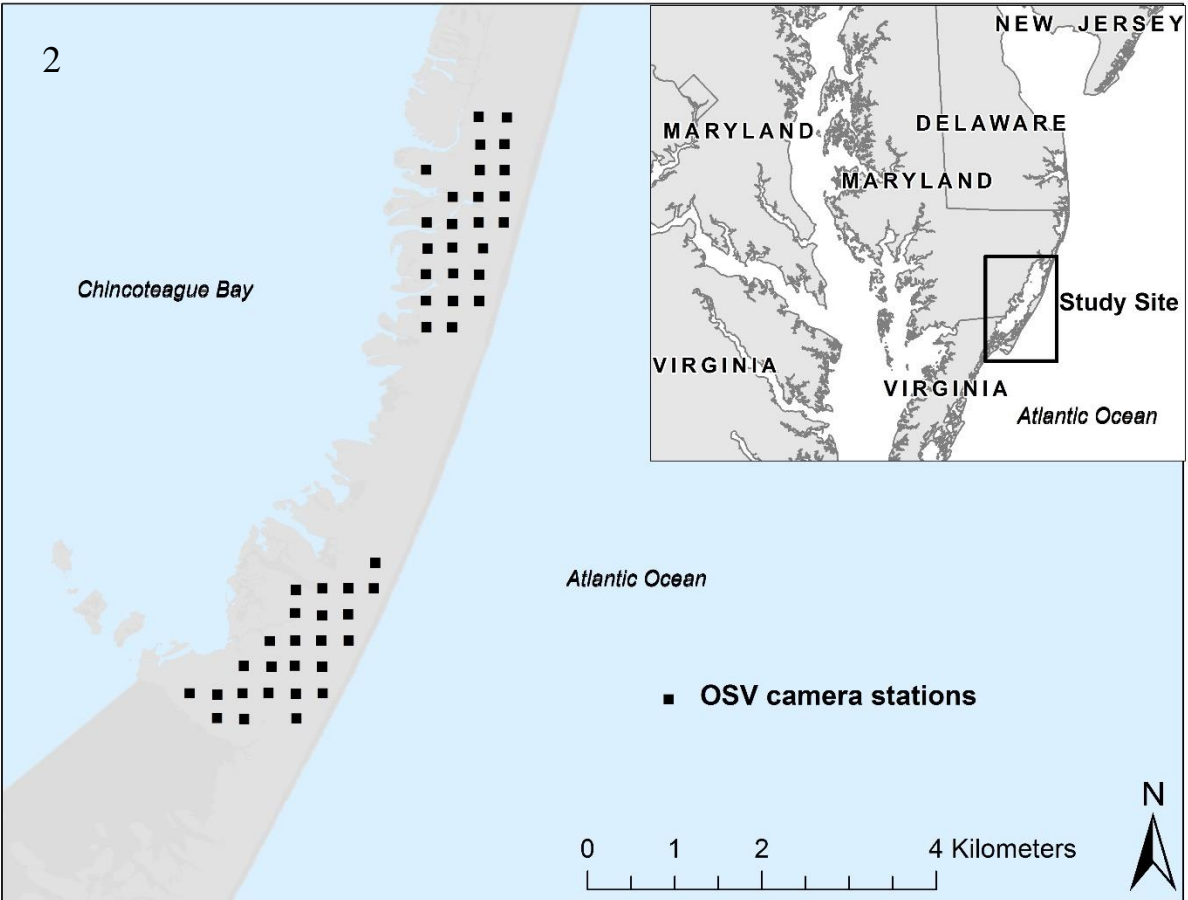 2
NEW JERSEY
MARYLAND
DELAWARE
MARYLAND
Chincoteague Bay
Study Site
VIRGINIA
VIRGINIA
Atlantic Ocean
Atlantic Ocean
OSV camera stations
N
0 1 2 4 Kilometers